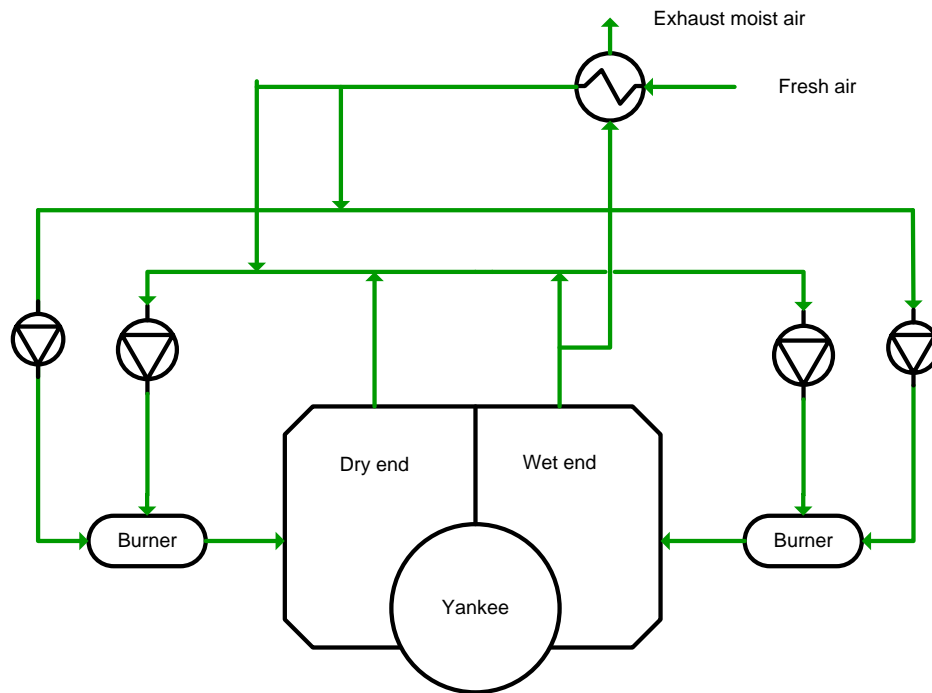 Exhaust moist air
Fresh air
Dry end
Wet end
Burner
Burner
Yankee